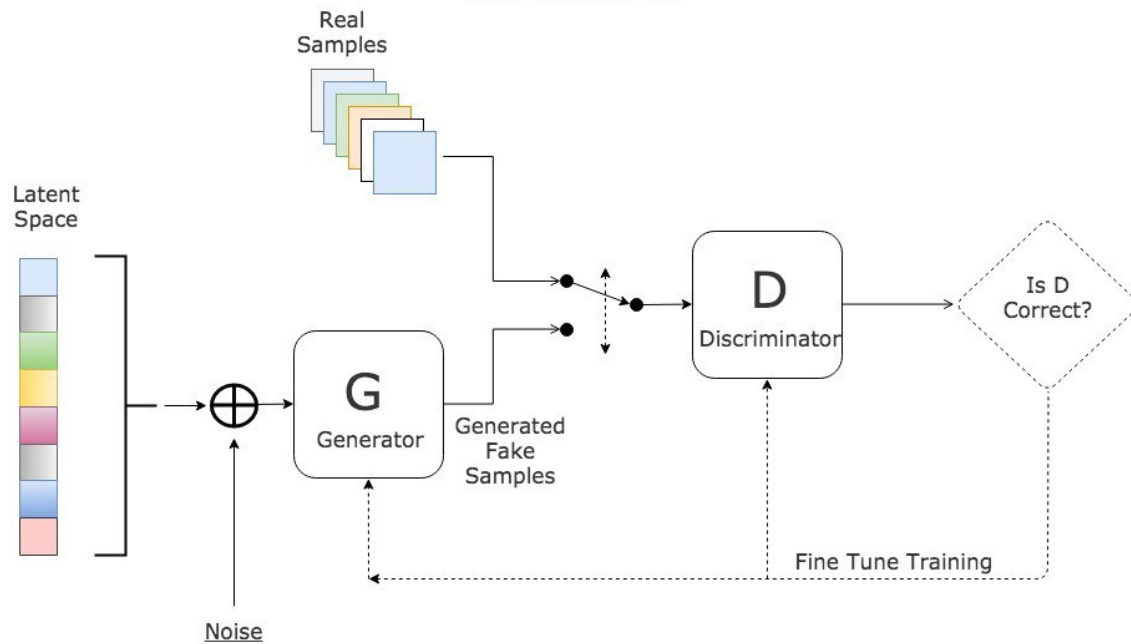 Real
Samples
Latent
Space
Is D
Correct?
D
Discriminator
G
Generator
Generated
Fake
Samples
Fine Tune Training
Noise